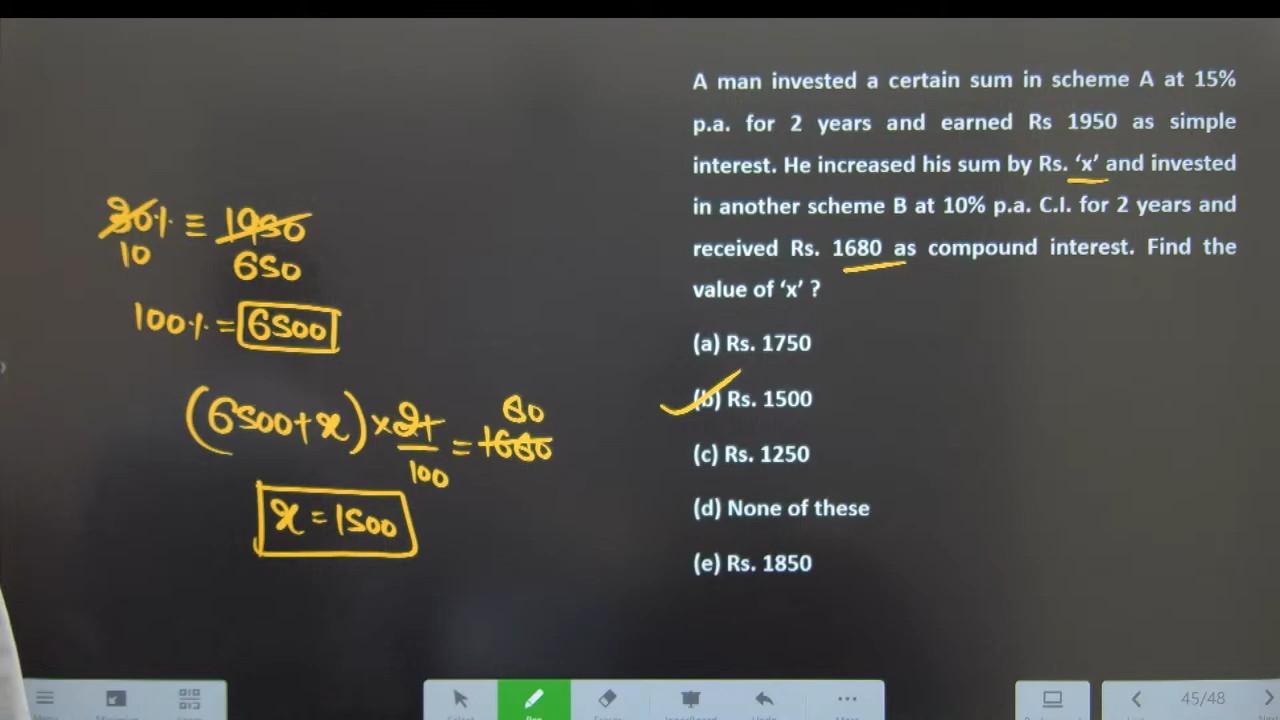 A man invested a certain sum in scheme A at 15%
p.a. for 2 years and earned Rs 1950 as simple
interest. He increased his sum by Rs. ‘x’ and invested
in another scheme B at 10% p.a. C.I. for 2 years and
received Rs. 1680 as compound interest. Find the
value of ‘x’ ?
(a) Rs. 1750
(b) Rs. 1500
(c) Rs. 1250
(d) None of these
(e) Rs. 1850
30% ≡ 1950
10 650
100% = 6500
(6500+x) × 21/100 = 1680
80
x = 1500
45/48